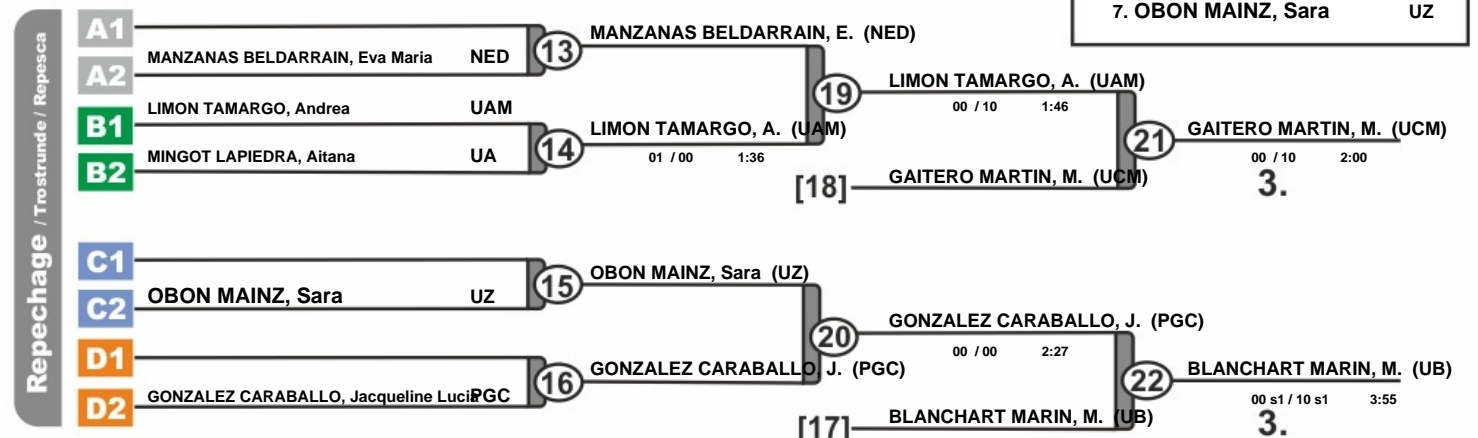 7. OBON MAINZ, Sara UZ
Repechage / Trostrunde / Repesca
A1
MANZANAS BELDARRAIN, E. (NED)
13
MANZANAS BELDARRAIN, Eva Maria NED
A2
LIMON TAMARGO, A. (UAM)
19
00 / 10 1:46
LIMON TAMARGO, Andrea UAM
B1
LIMON TAMARGO, A. (UAM)
14
01 / 00 1:36
GAITERO MARTIN, M. (UCM)
21
00 / 10 2:00
3.
MINGOT LAPIEDRA, Aitana UA
B2
[18] GAITERO MARTIN, M. (UCM)
C1
OBON MAINZ, Sara (UZ)
15
OBON MAINZ, Sara UZ
C2
GONZALEZ CARABALLO, J. (PGC)
20
00 / 00 2:27
D1
GONZALEZ CARABALLO, J. (PGC)
16
BLANCHART MARIN, M. (UB)
22
00 s1 / 10 s1 3:55
3.
GONZALEZ CARABALLO, Jacqueline Lucia PGC
D2
[17] BLANCHART MARIN, M. (UB)